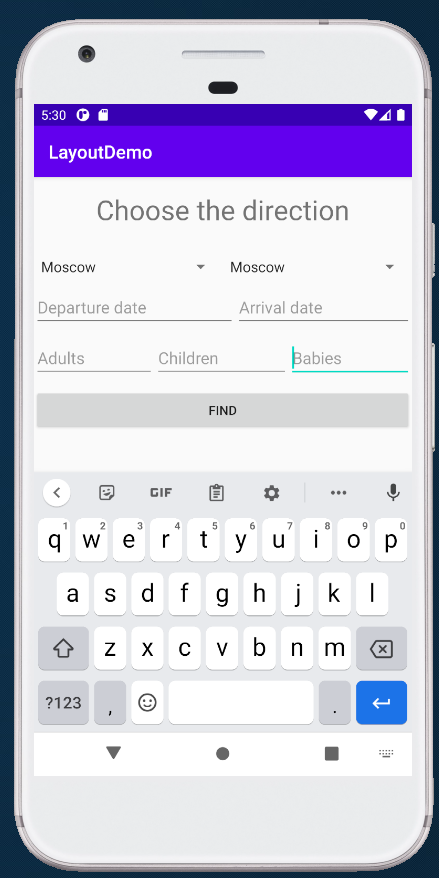 5:30
LayoutDemo
Choose the direction
Moscow Moscow
Departure date Arrival date
Adults Children Babies
FIND
GIF
1 2 3 4 5 6 7 8 9 0
q w e r t y u i o p
a s d f g h j k l
z x c v b n m
?123 , .